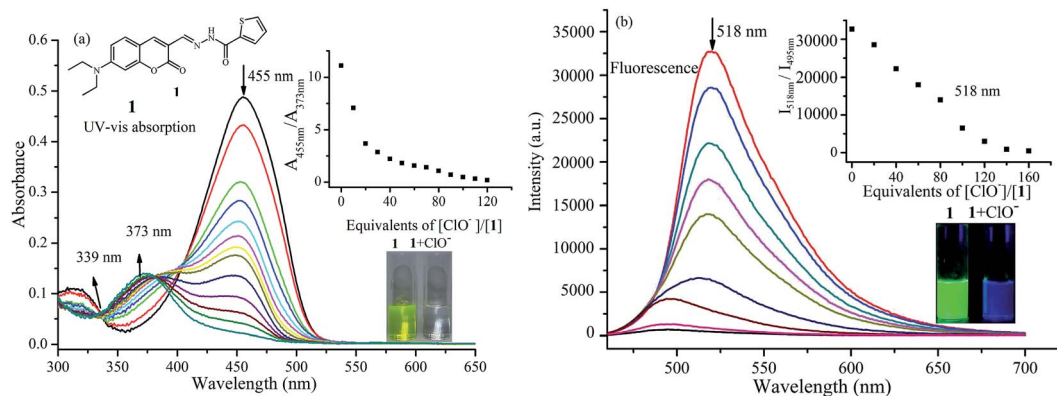 (a)
S
N
NH
O
N
O
O
1
1
UV-vis absorption
455 nm
373 nm
339 nm
Absorbance
0.6
0.5
0.4
0.3
0.2
0.1
0.0
300 350 400 450 500 550 600 650
Wavelength (nm)
A455nm/A373nm
10
5
0
0 40 80 120
Equivalents of [ClO⁻]/[1]
1 1+ClO⁻
(b)
518 nm
Fluorescence
Intensity (a.u.)
35000
30000
25000
20000
15000
10000
5000
0
500 550 600 650 700
Wavelength (nm)
I518nm / I495nm
30000
20000
10000
0
518 nm
0 40 80 120 160
Equivalents of [ClO⁻]/[1]
1 1+ClO⁻